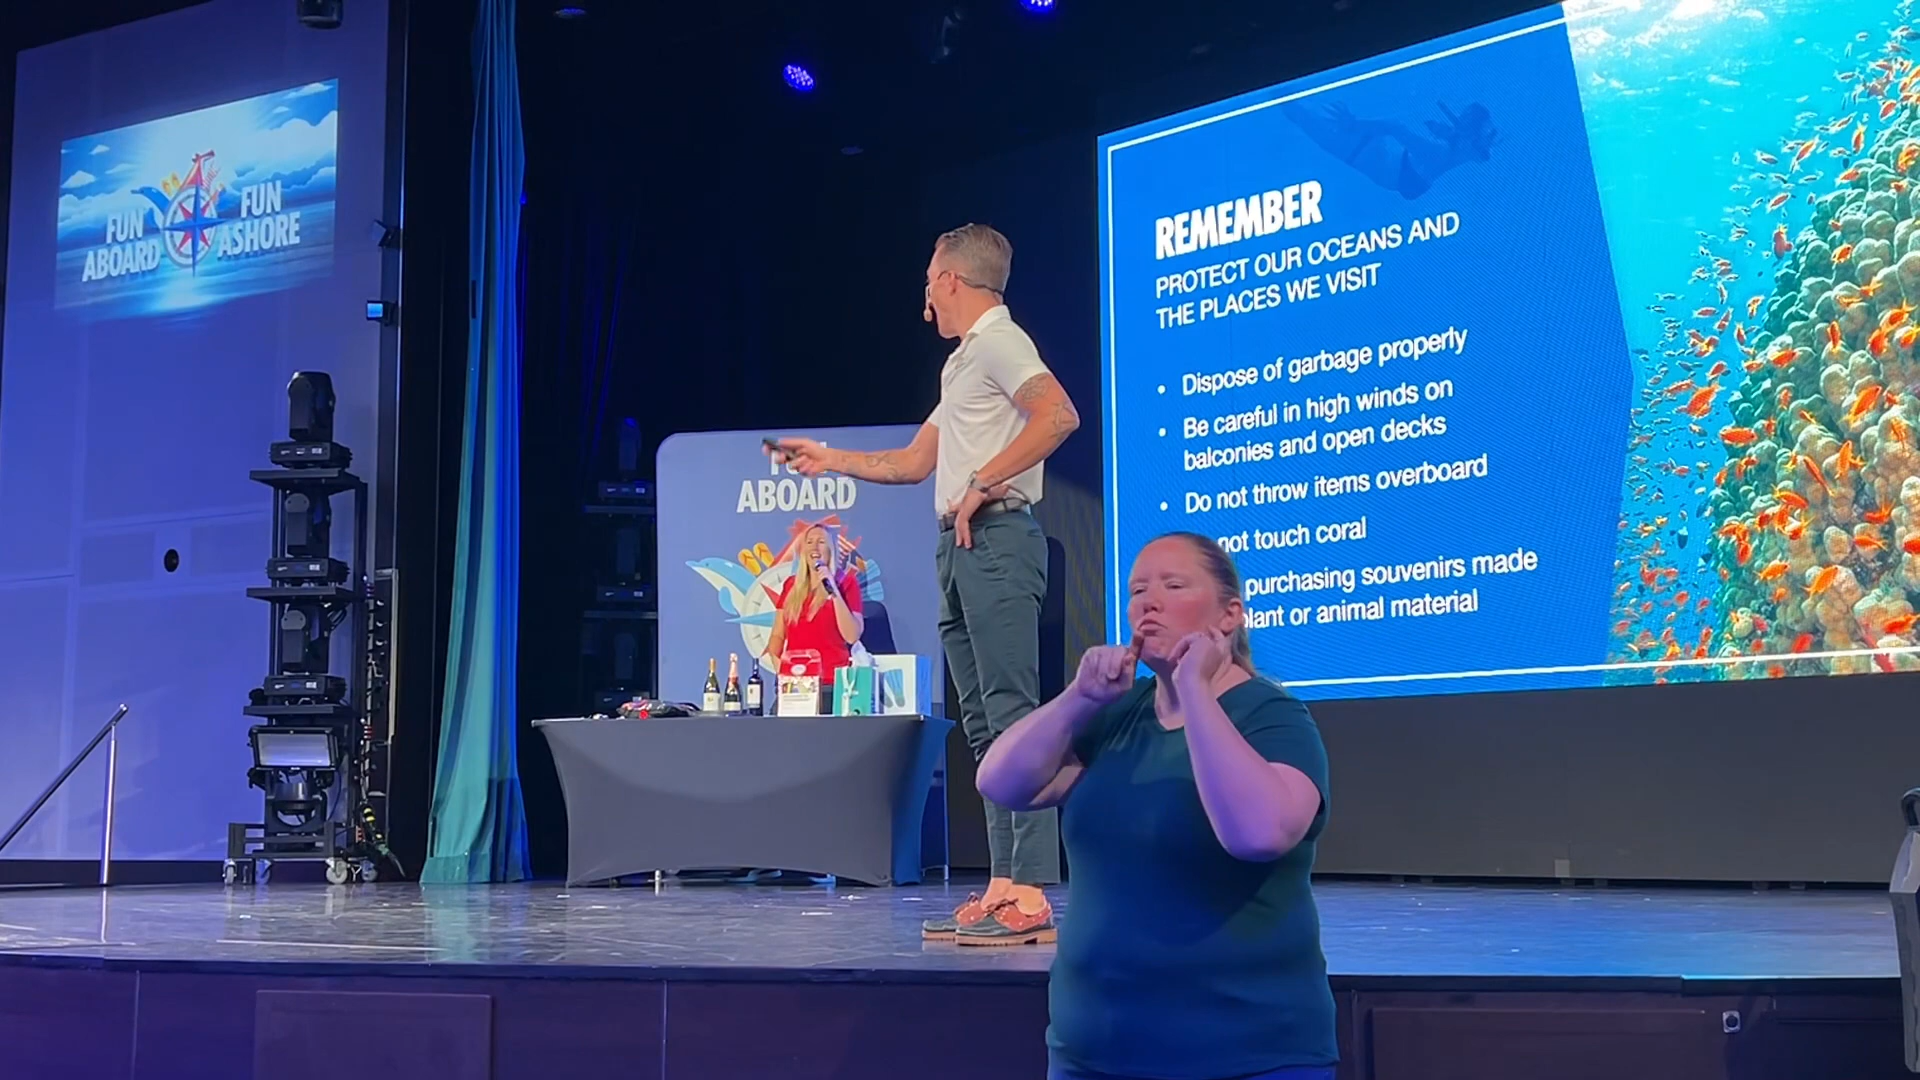 FUN
ABOARD
FUN
ASHORE
ABOARD
REMEMBER
PROTECT OUR OCEANS AND
THE PLACES WE VISIT
• Dispose of garbage properly
• Be careful in high winds on
balconies and open decks
• Do not throw items overboard
not touch coral
purchasing souvenirs made
or animal material